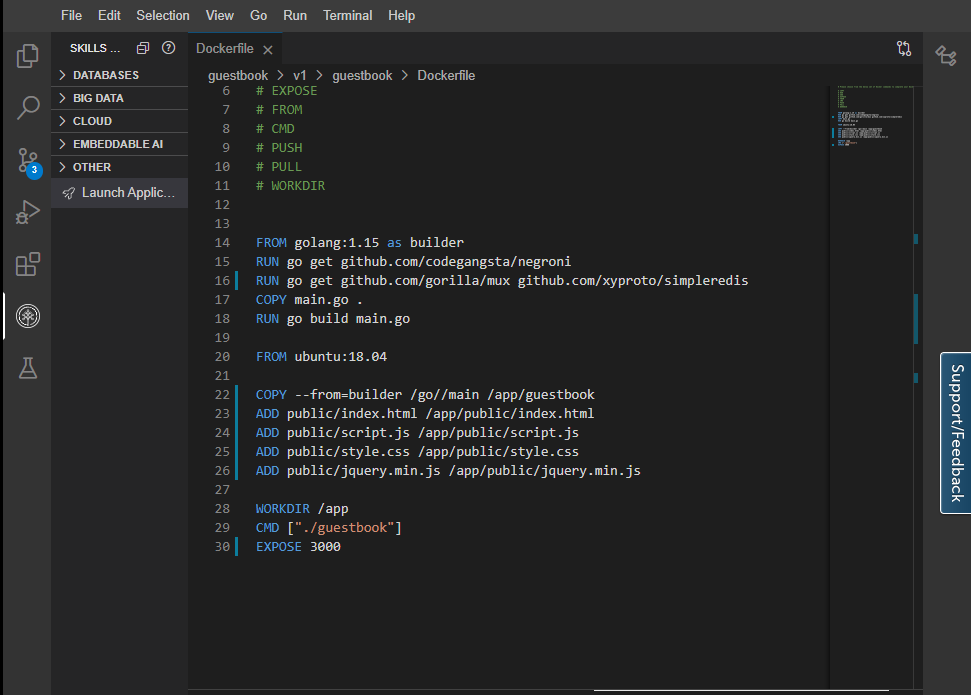 File Edit Selection View Go Run Terminal Help
SKILLS ...
Dockerfile
DATABASES
BIG DATA
CLOUD
EMBEDDABLE AI
OTHER
Launch Applic...
3
guestbook > v1 > guestbook > Dockerfile
6 # EXPOSE
7 # FROM
8 # CMD
9 # PUSH
10 # PULL
11 # WORKDIR
12
13
14 FROM golang:1.15 as builder
15 RUN go get github.com/codegangsta/negroni
16 RUN go get github.com/gorilla/mux github.com/xyproto/simpleredis
17 COPY main.go .
18 RUN go build main.go
19
20 FROM ubuntu:18.04
21
22 COPY --from=builder /go//main /app/guestbook
23 ADD public/index.html /app/public/index.html
24 ADD public/script.js /app/public/script.js
25 ADD public/style.css /app/public/style.css
26 ADD public/jquery.min.js /app/public/jquery.min.js
27
28 WORKDIR /app
29 CMD ["./guestbook"]
30 EXPOSE 3000
Support/Feedback